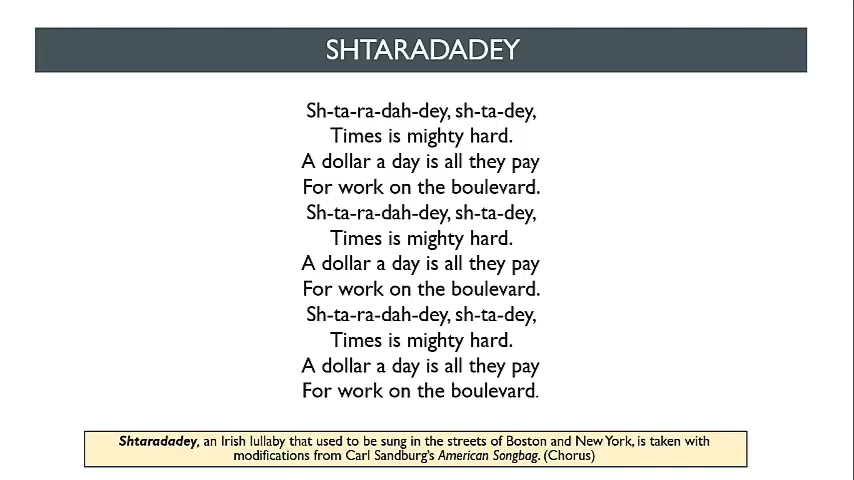 SHTARADADEY
Sh-ta-ra-dah-dey, sh-ta-dey,
Times is mighty hard.
A dollar a day is all they pay
For work on the boulevard.
Sh-ta-ra-dah-dey, sh-ta-dey,
Times is mighty hard.
A dollar a day is all they pay
For work on the boulevard.
Sh-ta-ra-dah-dey, sh-ta-dey,
Times is mighty hard.
A dollar a day is all they pay
For work on the boulevard.
Shtaradadey, an Irish lullaby that used to be sung in the streets of Boston and New York, is taken with
modifications from Carl Sandburg's American Songbag. (Chorus)